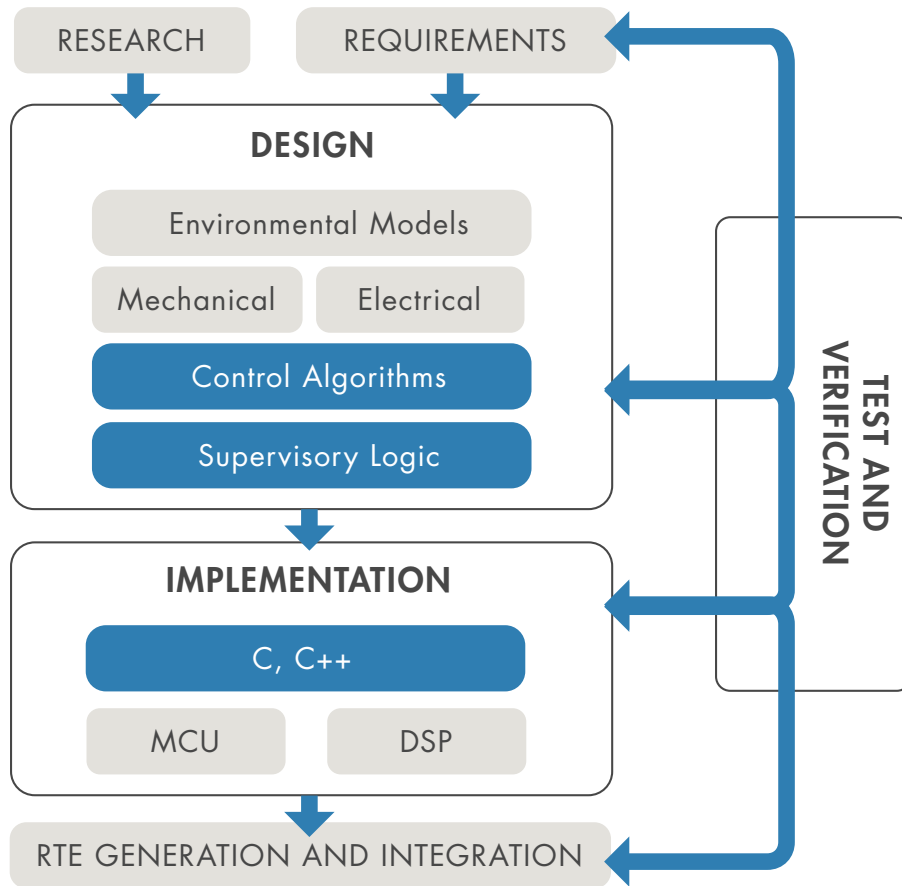 RESEARCH
REQUIREMENTS
DESIGN
Environmental Models
Mechanical
Electrical
Control Algorithms
Supervisory Logic
TEST AND
VERIFICATION
IMPLEMENTATION
C, C++
MCU
DSP
RTE GENERATION AND INTEGRATION